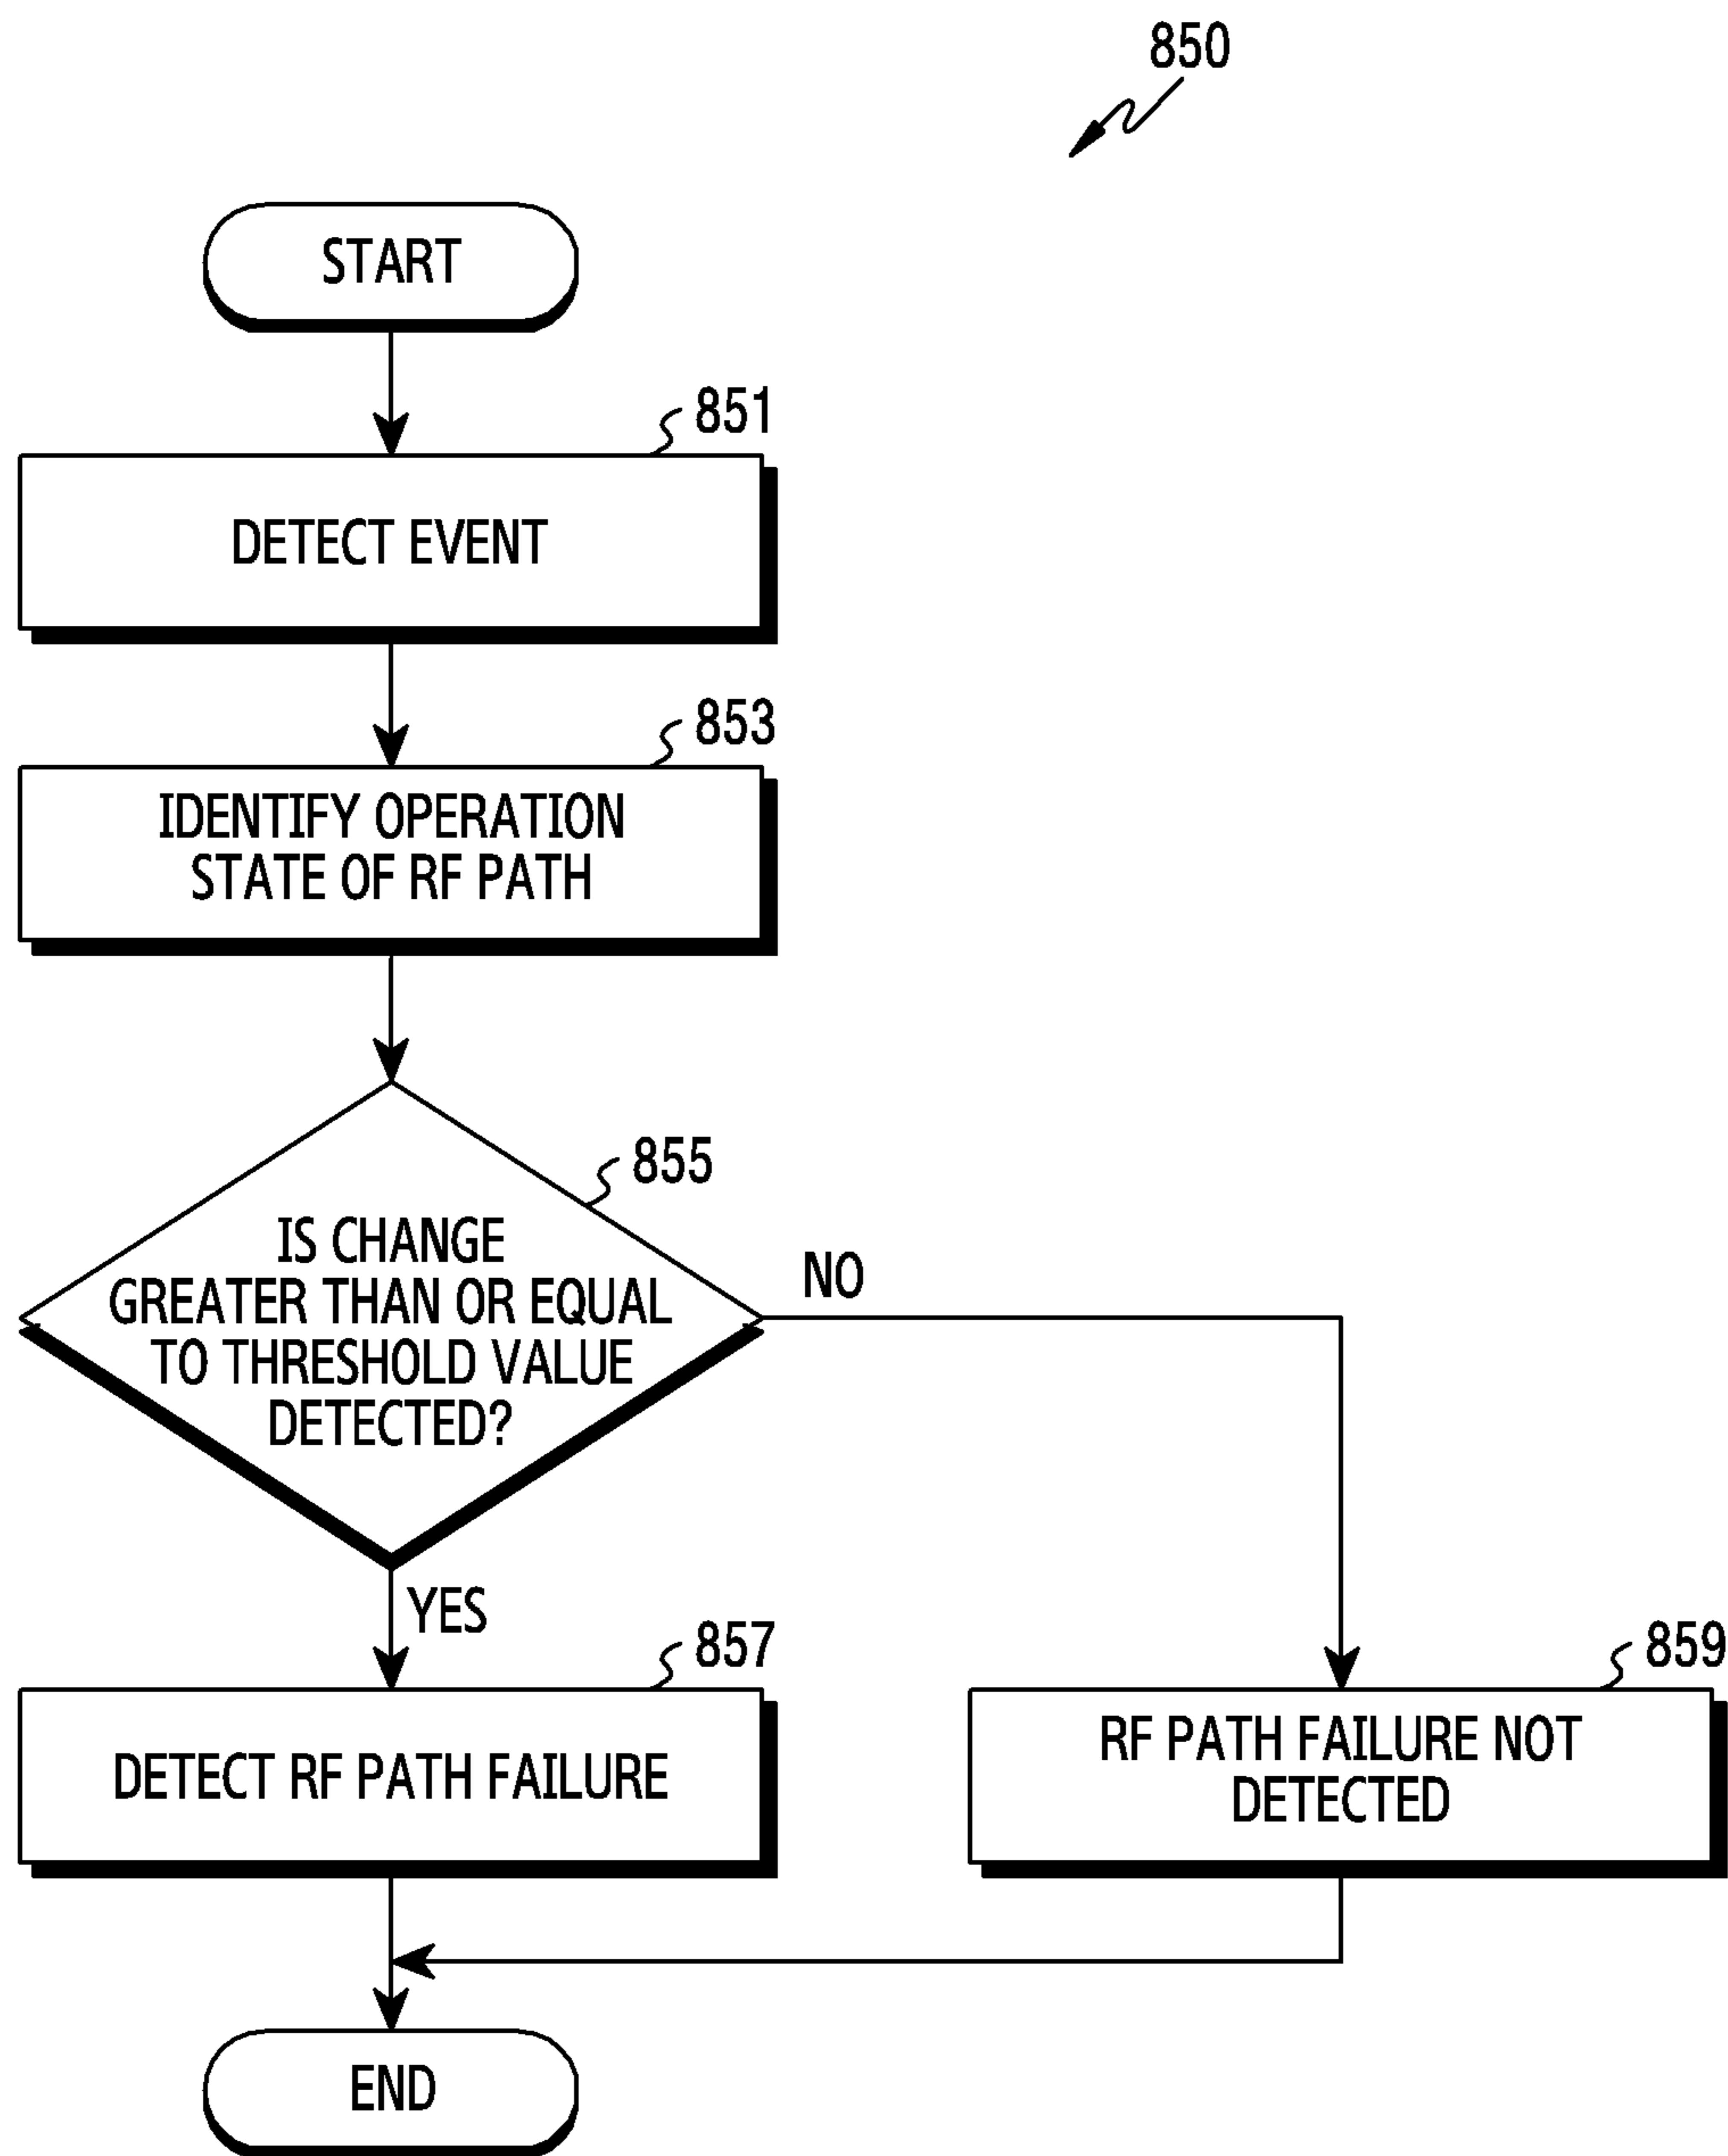 850
START
851
DETECT EVENT
853
IDENTIFY OPERATION
STATE OF RF PATH
855
IS CHANGE
GREATER THAN OR EQUAL
TO THRESHOLD VALUE
DETECTED?
NO
YES
857
DETECT RF PATH FAILURE
859
RF PATH FAILURE NOT
DETECTED
END